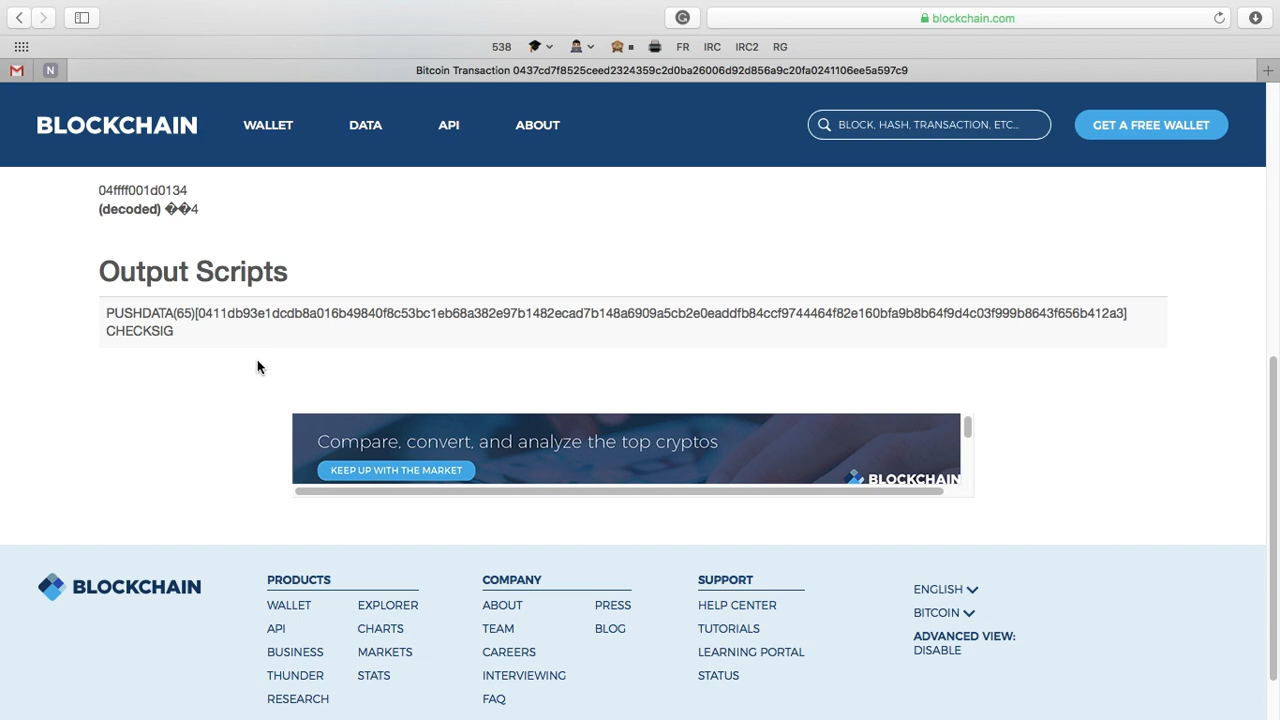 blockchain.com
538
FR
IRC
IRC2
RG
N
Bitcoin Transaction 0437cd7f8525ceed2324359c2d0ba26006d92d856a9c20fa0241106ee5a597c9
BLOCKCHAIN
WALLET
DATA
API
ABOUT
BLOCK, HASH, TRANSACTION, ETC...
GET A FREE WALLET
04ffff001d0134
(decoded) ��4
Output Scripts
PUSHDATA(65)[0411db93e1dcdb8a016b49840f8c53bc1eb68a382e97b1482ecad7b148a6909a5cb2e0eaddfb84ccf9744464f82e160bfa9b8b64f9d4c03f999b8643f656b412a3]
CHECKSIG
Compare, convert, and analyze the top cryptos
KEEP UP WITH THE MARKET
BLOCKCHAIN
BLOCKCHAIN
PRODUCTS
WALLET
EXPLORER
API
CHARTS
BUSINESS
MARKETS
THUNDER
STATS
RESEARCH
COMPANY
ABOUT
PRESS
TEAM
BLOG
CAREERS
INTERVIEWING
FAQ
SUPPORT
HELP CENTER
TUTORIALS
LEARNING PORTAL
STATUS
ENGLISH
BITCOIN
ADVANCED VIEW:
DISABLE